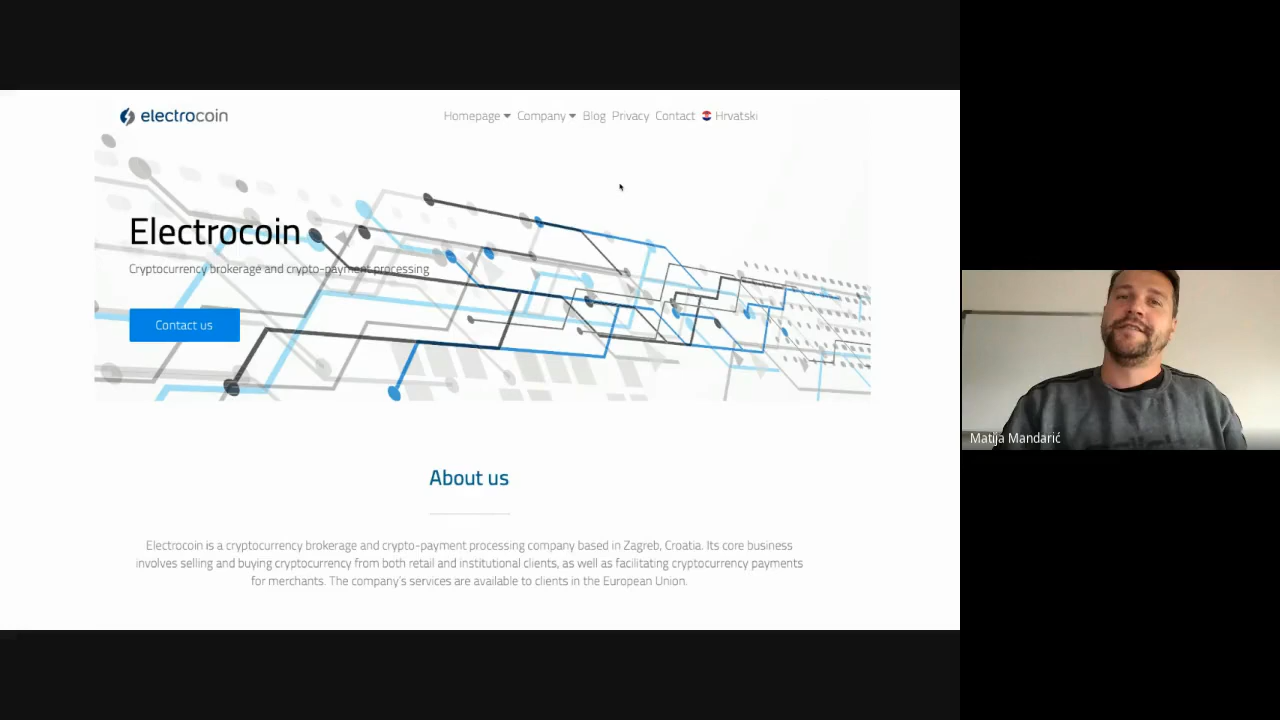 electrocoin
Homepage Company Blog Privacy Contact Hrvatski
Electrocoin
Cryptocurrency brokerage and crypto-payment processing
Contact us
About us
Electrocoin is a cryptocurrency brokerage and crypto-payment processing company based in Zagreb, Croatia. Its core business
involves selling and buying cryptocurrency from both retail and institutional clients, as well as facilitating cryptocurrency payments
for merchants. The company's services are available to clients in the European Union.
Matija Mandarić